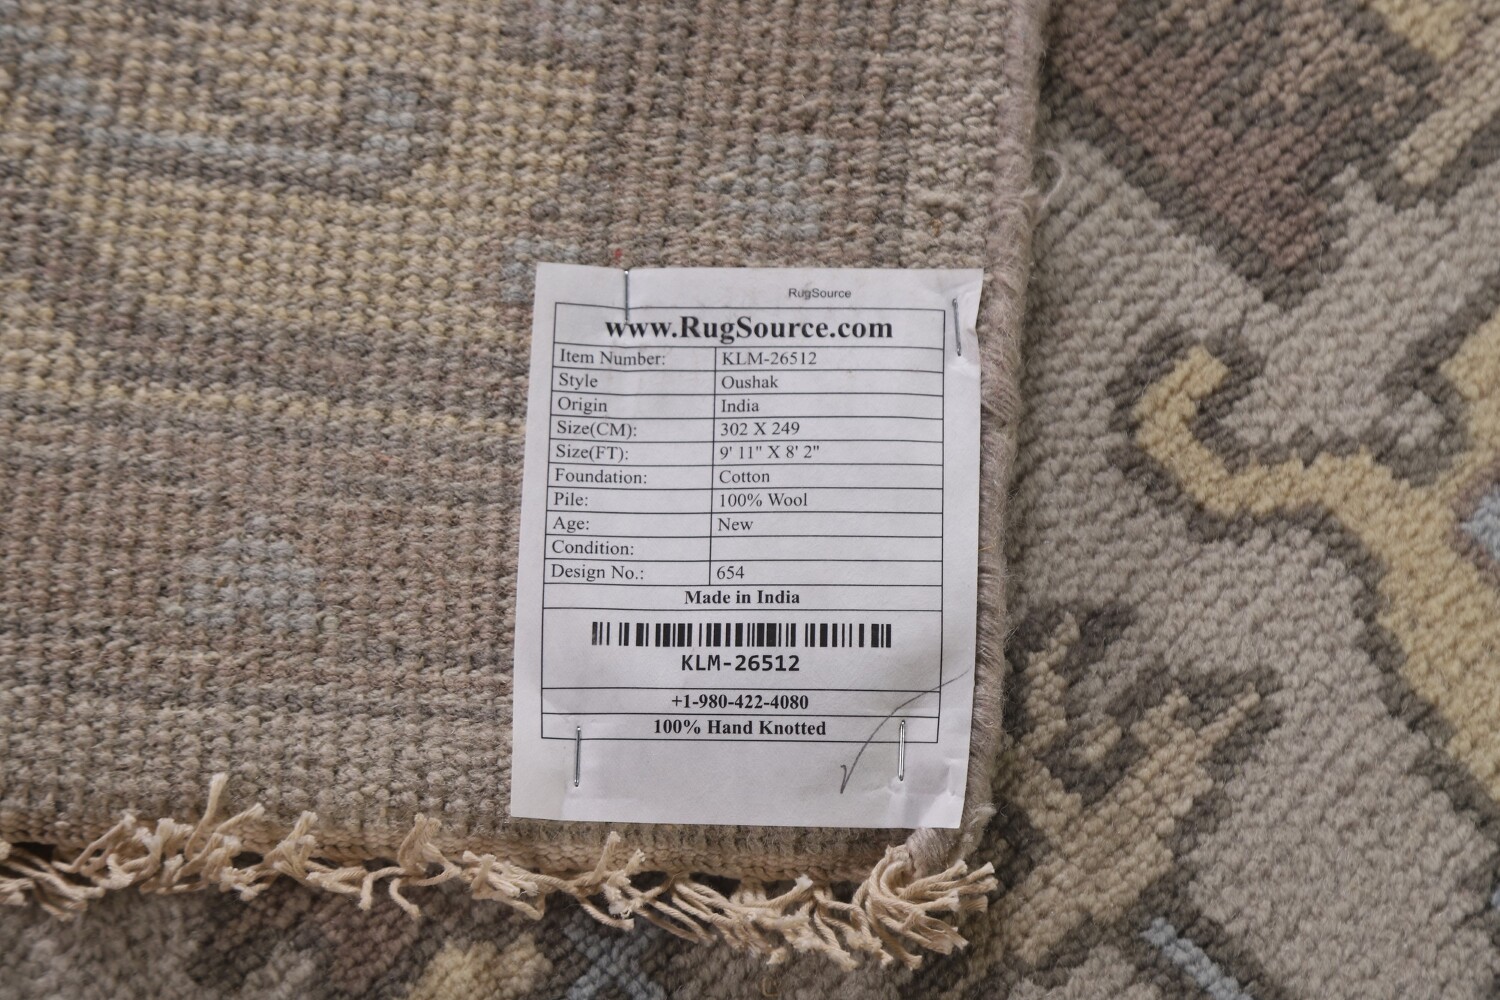 RugSource
www.RugSource.com
Item Number: KLM-26512
Style Oushak
Origin India
Size(CM): 302 X 249
Size(FT): 9' 11" X 8' 2"
Foundation: Cotton
Pile: 100% Wool
Age: New
Condition:
Design No.: 654
Made in India
KLM-26512
+1-980-422-4080
100% Hand Knotted